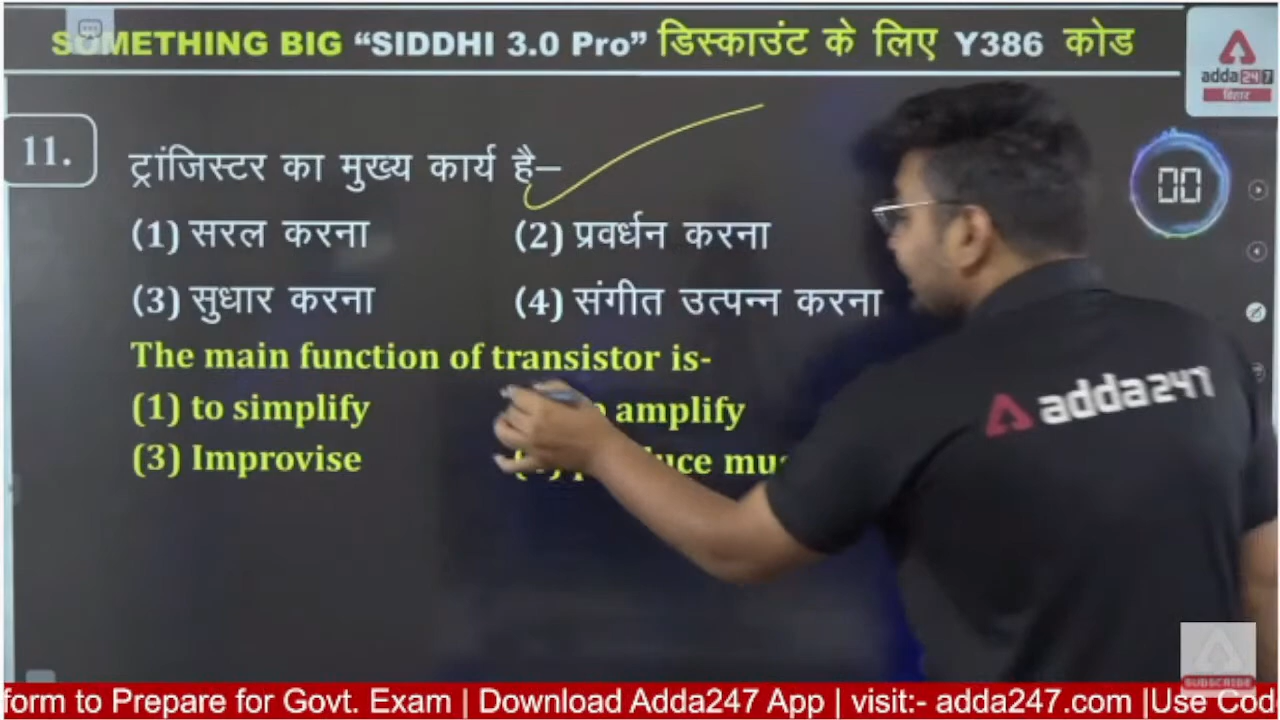 SOMETHING BIG “SIDDHI 3.0 Pro” डिस्काउंट के लिए Y386 कोड
adda247
बिहार
11.
ट्रांजिस्टर का मुख्य कार्य है–
00
(1) सरल करना (2) प्रवर्धन करना
(3) सुधार करना (4) संगीत उत्पन्न करना
The main function of transistor is-
(1) to simplify amplify
(3) Improvise
adda247
SUBSCRIBE
form to Prepare for Govt. Exam | Download Adda247 App | visit:- adda247.com |Use Cod